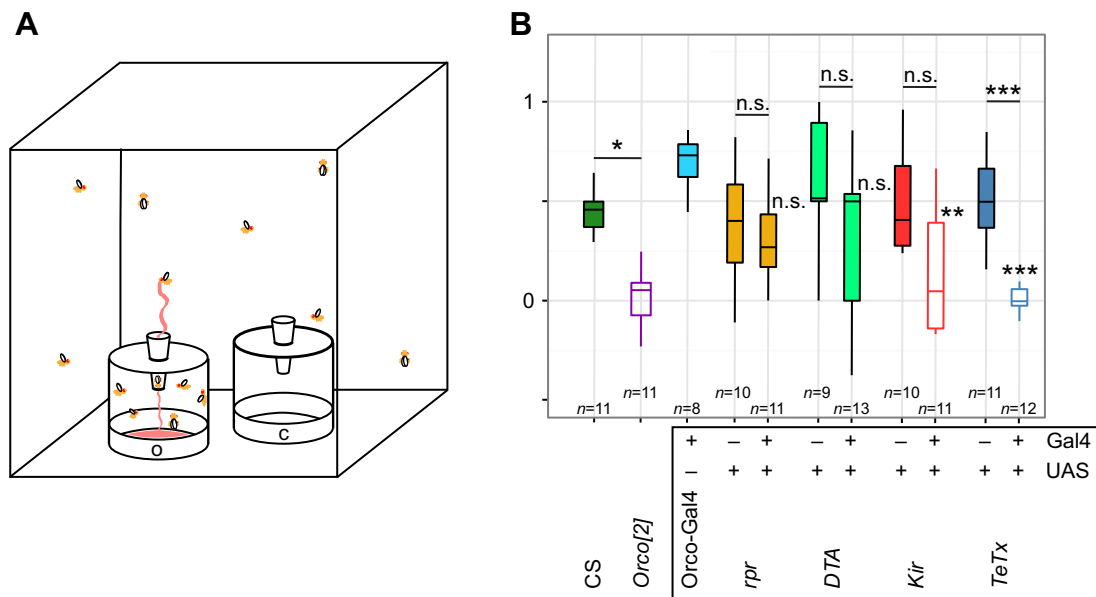 A
B
O
C
1
0
*
n.s.
n.s.
n.s.
n.s.
n.s.
**
***
***
n=11
n=11
n=8
n=10
n=11
n=9
n=13
n=10
n=11
n=11
n=12
+ – + – + – + – + Gal4
– + + + + + + + + UAS
CS
Orco[2]
Orco-Gal4
rpr
DTA
Kir
TeTx